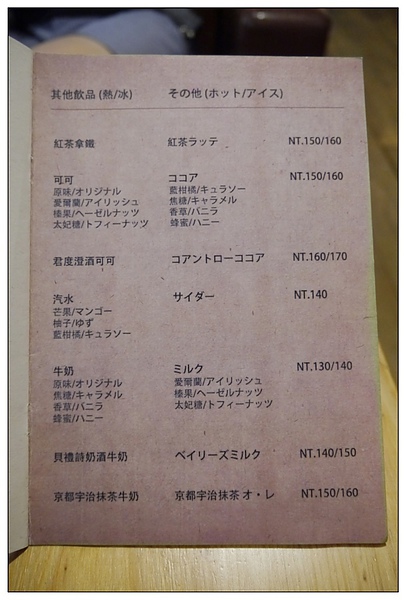 其他飲品 (熱/冰) その他 (ホット/アイス)
紅茶拿鐵 紅茶ラッテ NT.150/160
可可 ココア NT.150/160
原味/オリジナル 藍柑橘/キュラソー
愛爾蘭/アイリッシュ 焦糖/キャラメル
榛果/ヘーゼルナッツ 香草/バニラ
太妃糖/トフィーナッツ 蜂蜜/ハニー
君度澄酒可可 コアントローココア NT.160/170
汽水 サイダー NT.140
芒果/マンゴー
柚子/ゆず
藍柑橘/キュラソー
牛奶 ミルク NT.130/140
原味/オリジナル 愛爾蘭/アイリッシュ
焦糖/キャラメル 榛果/ヘーゼルナッツ
香草/バニラ 太妃糖/トフィーナッツ
蜂蜜/ハニー
貝禮詩奶酒牛奶 ベイリーズミルク NT.140/150
京都宇治抹茶牛奶 京都宇治抹茶 オ・レ NT.150/160